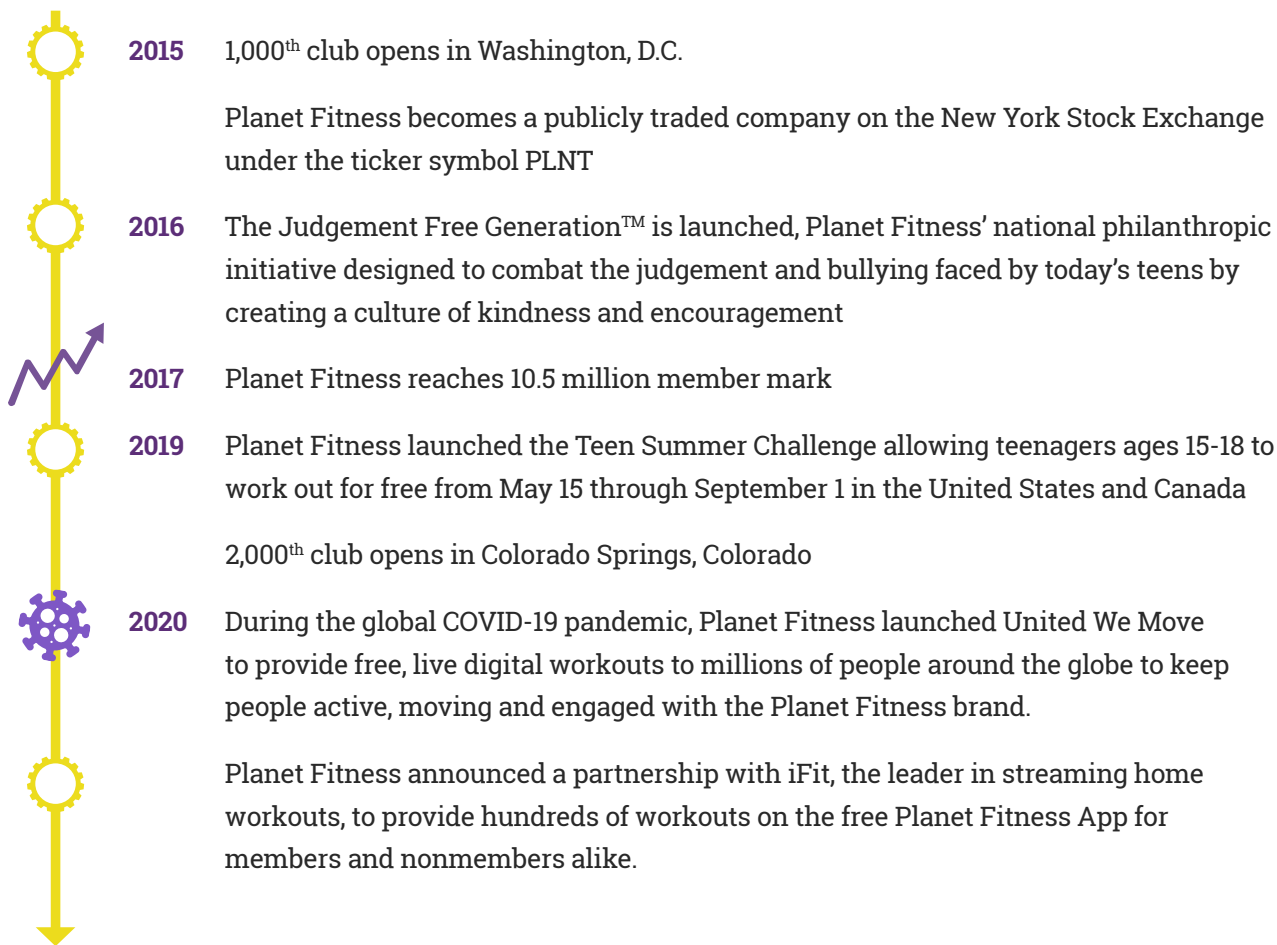 2015 1,000th club opens in Washington, D.C.
Planet Fitness becomes a publicly traded company on the New York Stock Exchange
under the ticker symbol PLNT
2016 The Judgement Free Generation™ is launched, Planet Fitness’ national philanthropic
initiative designed to combat the judgement and bullying faced by today’s teens by
creating a culture of kindness and encouragement
2017 Planet Fitness reaches 10.5 million member mark
2019 Planet Fitness launched the Teen Summer Challenge allowing teenagers ages 15-18 to
work out for free from May 15 through September 1 in the United States and Canada
2,000th club opens in Colorado Springs, Colorado
2020 During the global COVID-19 pandemic, Planet Fitness launched United We Move
to provide free, live digital workouts to millions of people around the globe to keep
people active, moving and engaged with the Planet Fitness brand.
Planet Fitness announced a partnership with iFit, the leader in streaming home
workouts, to provide hundreds of workouts on the free Planet Fitness App for
members and nonmembers alike.